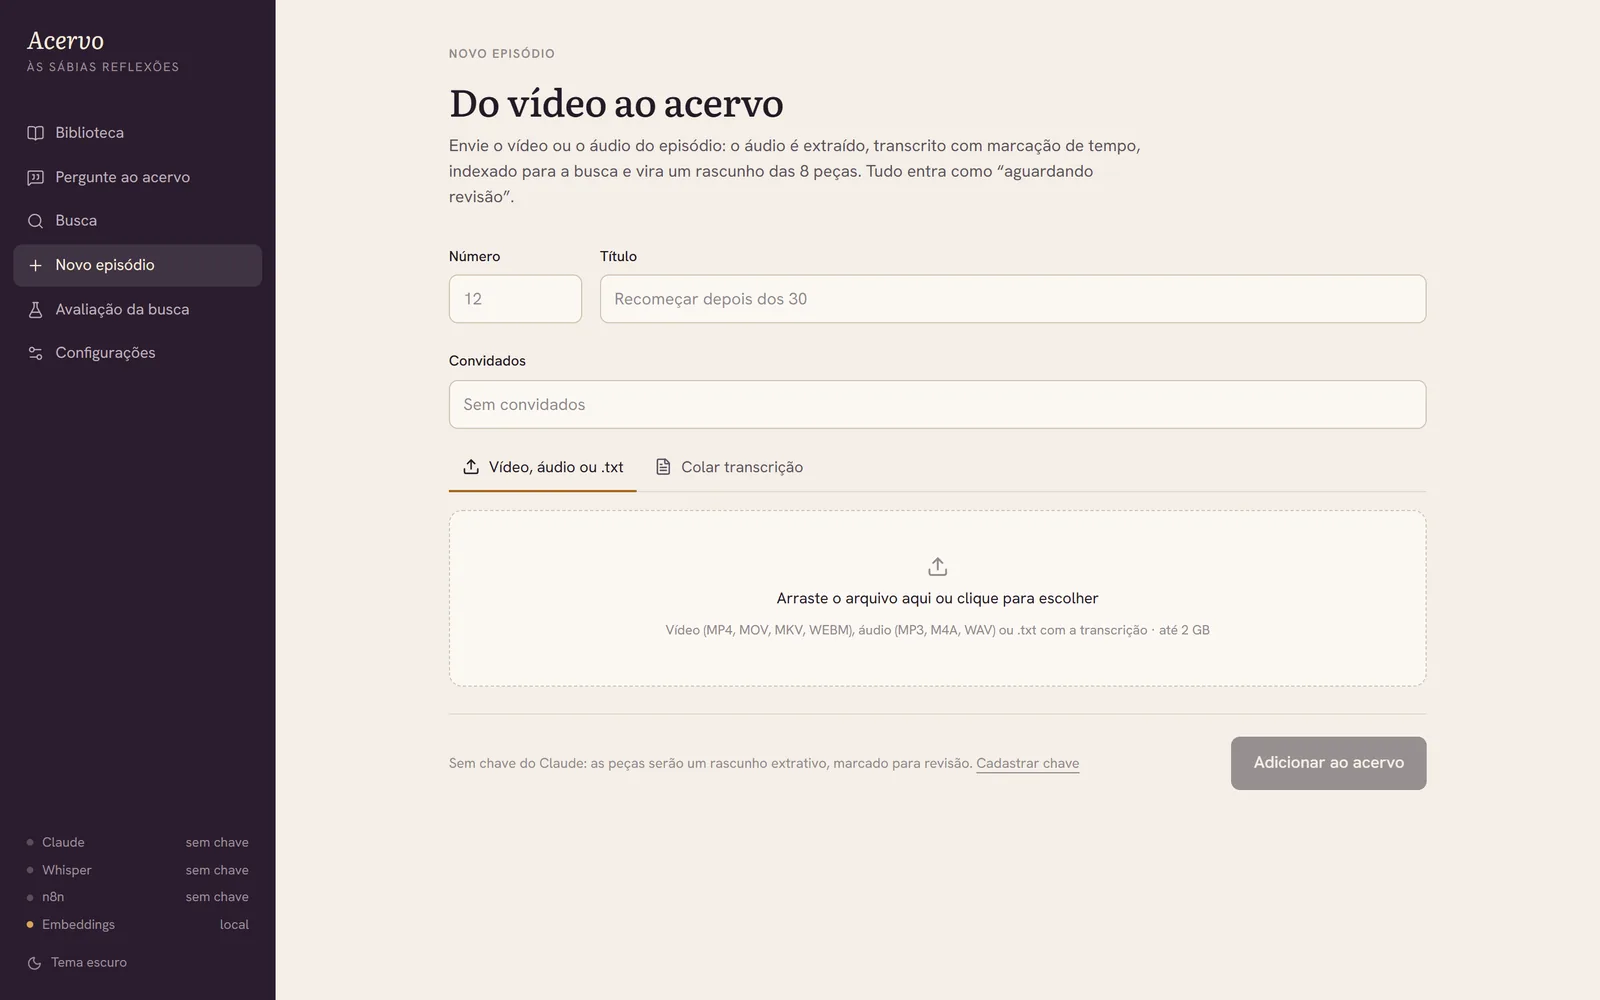 Acervo
ÀS SÁBIAS REFLEXÕES
Biblioteca
Pergunte ao acervo
Busca
Novo episódio
Avaliação da busca
Configurações
Claude sem chave
Whisper sem chave
n8n sem chave
Embeddings local
Tema escuro
NOVO EPISÓDIO
Do vídeo ao acervo
Envie o vídeo ou o áudio do episódio: o áudio é extraído, transcrito com marcação de tempo,
indexado para a busca e vira um rascunho das 8 peças. Tudo entra como “aguardando
revisão”.
Número Título
12 Recomeçar depois dos 30
Convidados
Sem convidados
Vídeo, áudio ou .txt Colar transcrição
Arraste o arquivo aqui ou clique para escolher
Vídeo (MP4, MOV, MKV, WEBM), áudio (MP3, M4A, WAV) ou .txt com a transcrição · até 2 GB
Sem chave do Claude: as peças serão um rascunho extrativo, marcado para revisão. Cadastrar chave
Adicionar ao acervo